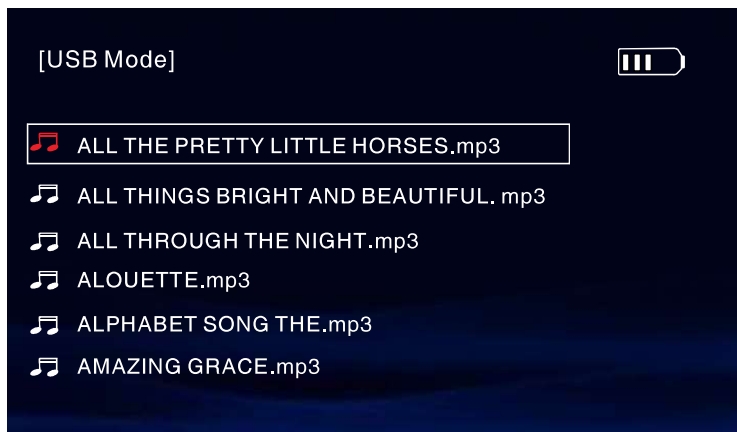 [USB Mode]
ALL THE PRETTY LITTLE HORSES.mp3
ALL THINGS BRIGHT AND BEAUTIFUL. mp3
ALL THROUGH THE NIGHT.mp3
ALOUETTE.mp3
ALPHABET SONG THE.mp3
AMAZING GRACE.mp3